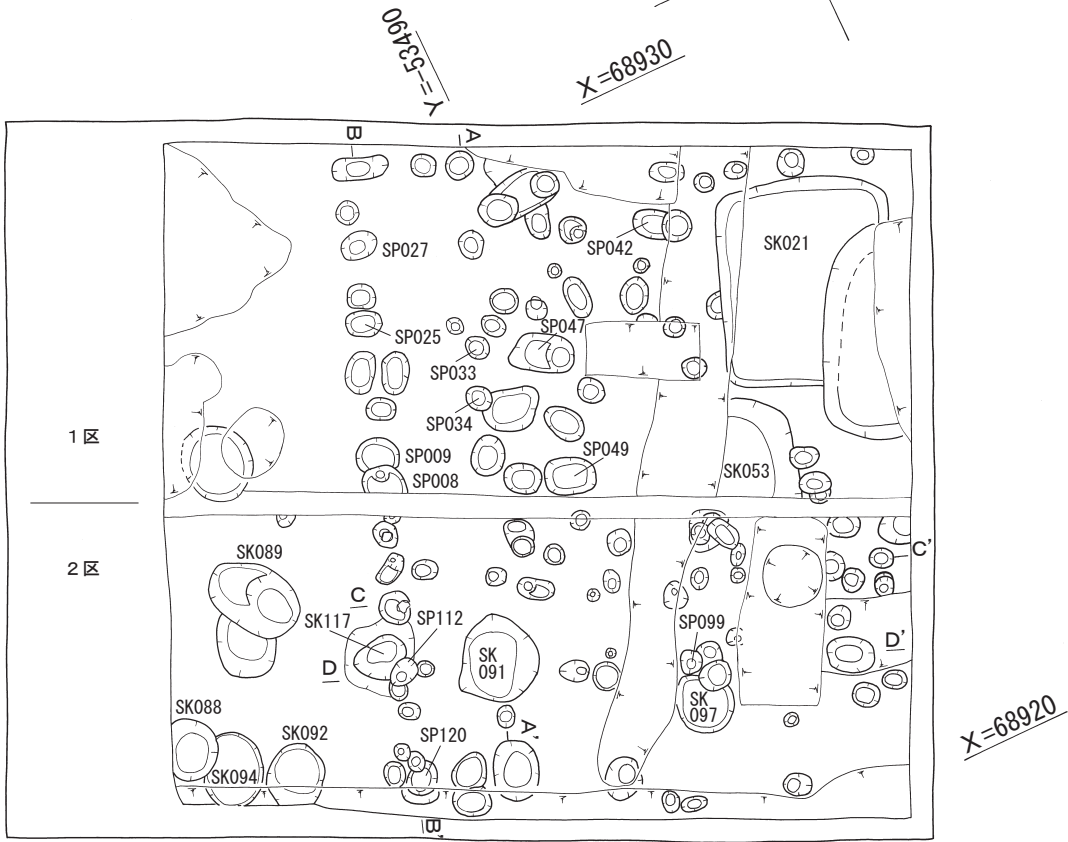 Y=-53490
X=68930
B
A
SP027
SP042
SK021
SP025
SP047
SP033
SP034
1区
SP009
SP049
SP008
SK053
2区
SK089
C'
C
SK117
SP112
SP099
D'
D
SK
091
SK
097
SK088
SK092
SP120
A'
X=68920
SK094
B'